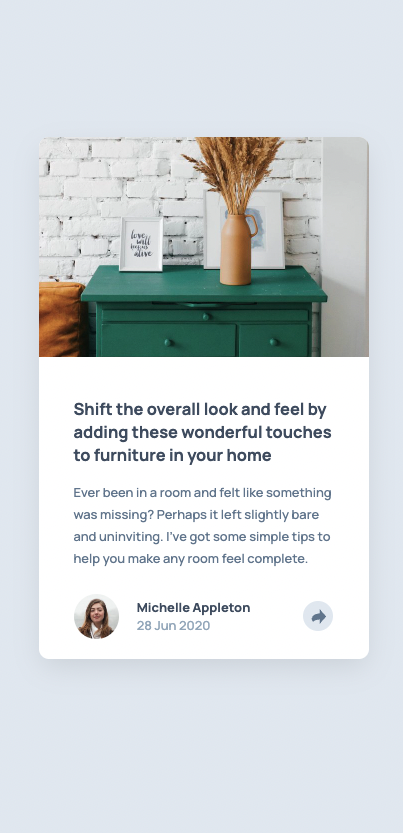 love
will
keep us
alive
Shift the overall look and feel by
adding these wonderful touches
to furniture in your home
Ever been in a room and felt like something
was missing? Perhaps it left slightly bare
and uninviting. I've got some simple tips to
help you make any room feel complete.
Michelle Appleton
28 Jun 2020